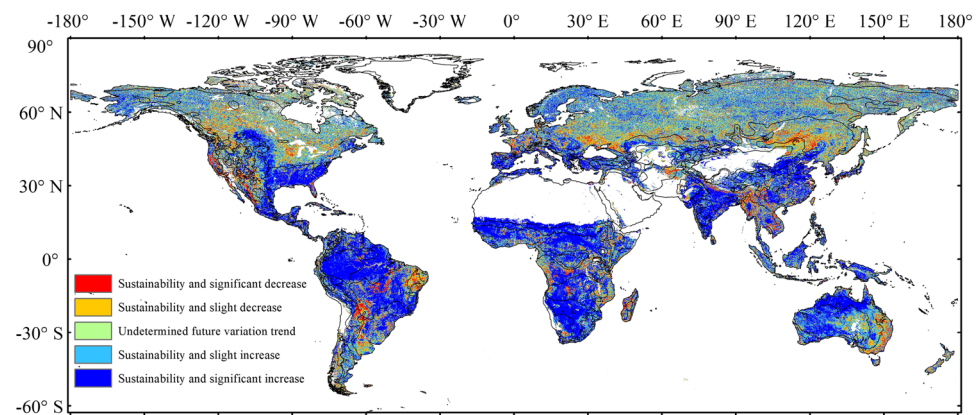 -180° -150° W -120° W -90° W -60° W -30° W 0° 30° E 60° E 90° E 120° E 150° E 180°
90°
60° N
30° N
0°
Sustainability and significant decrease
Sustainability and slight decrease
Undetermined future variation trend
-30° S
Sustainability and slight increase
Sustainability and significant increase
-60° S